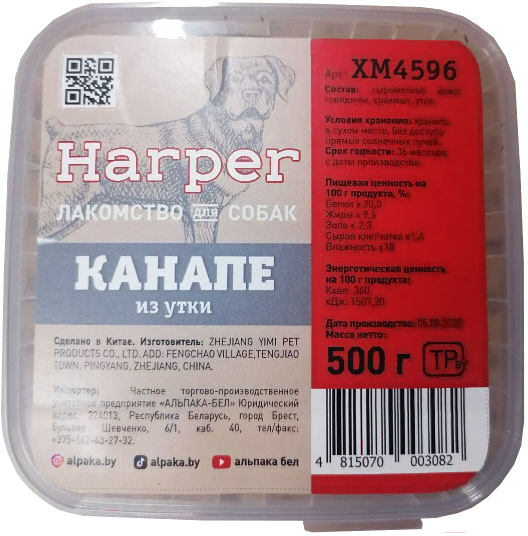 Harper
ЛАКОМСТВО для СОБАК
КАНАПЕ
ИЗ УТКИ
Сделано в Китае. Изготовитель: ZHEJIANG YIMI PET
PRODUCTS CO., LTD. ADD: FENGCHAO VILLAGE,TENGJIAO
TOWN, PINGYANG, ZHEJIANG, CHINA.
Импортер: Частное торгово-производственное
унитарное предприятие «АЛЬПАКА-БЕЛ» Юридический
адрес: 224013, Республика Беларусь, город Брест,
бульвар Шевченко, 6/1, каб. 40, тел/факс:
+375-162-43-27-32.
alpaka.by alpaka.by альпака бел
Арт.: XM4596
Состав: сыромятная кожа
говядины, крахмал, утка.
Условия хранения: хранить
в сухом месте, без доступа
прямых солнечных лучей.
Срок годности: 36 месяцев
с даты производства.
Пищевая ценность на
100 г продукта, %:
Белки ≥ 20,0
Жиры ≤ 9,6
Зола ≤ 2,3
Сырая клетчатка ≤ 1,4
Влажность ≤18
Энергетическая ценность
на 100 г продукта:
Ккал: 360
кДж: 1507,20
Дата производства: 05.08.2020
Масса нетто:
500 г ТР BY
4 815070 003082